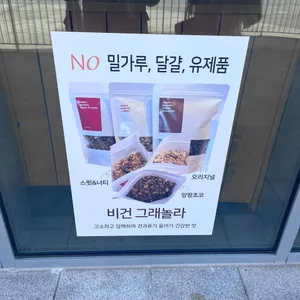 NO 밀가루, 달걀, 유제품
스윗&너티
오리지널
앙팡초코
비건 그래놀라
고소하고 담백하며 견과류가 들어가 건강한 맛